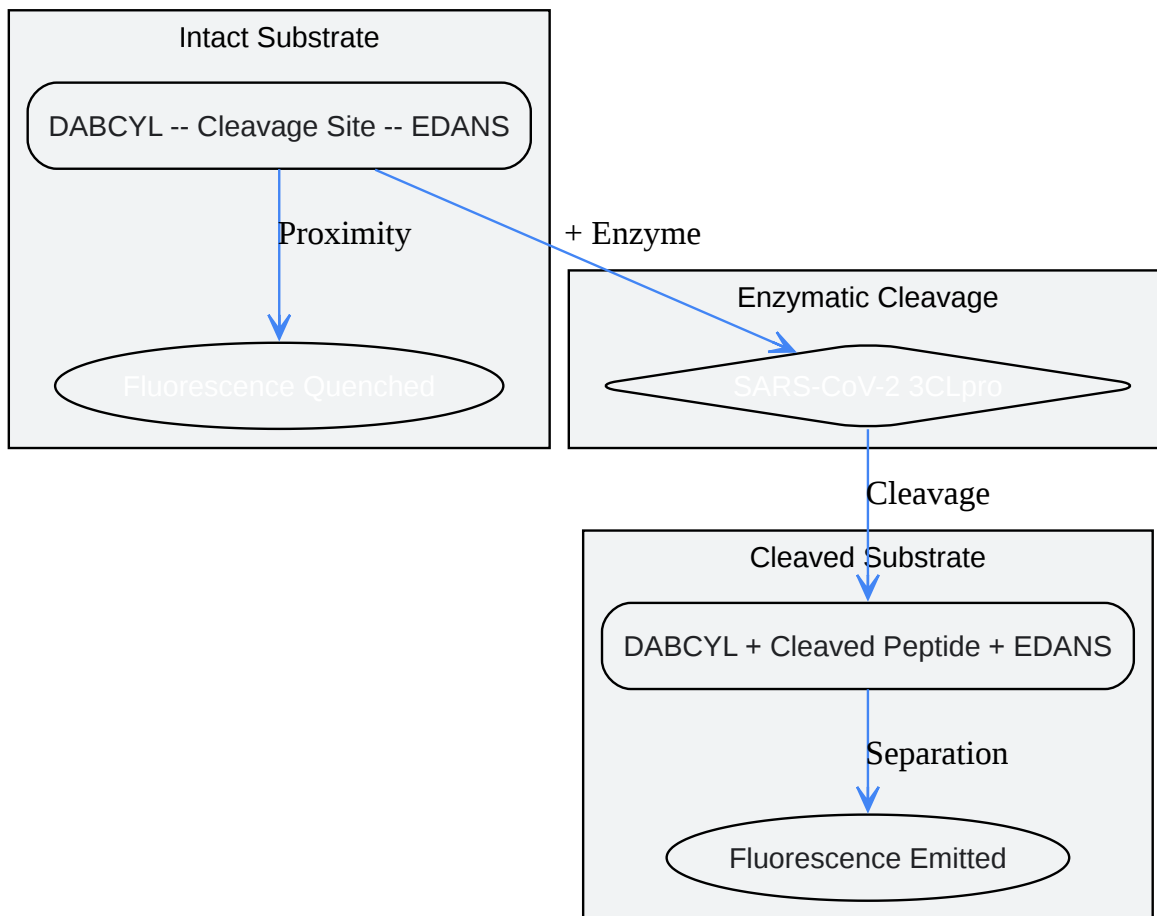 Intact Substrate
DABCYL -- Cleavage Site -- EDANS
Proximity
+ Enzyme
Fluorescence Quenched
Enzymatic Cleavage
SARS-CoV-2 3CLpro
Cleavage
Cleaved Substrate
DABCYL + Cleaved Peptide + EDANS
Separation
Fluorescence Emitted